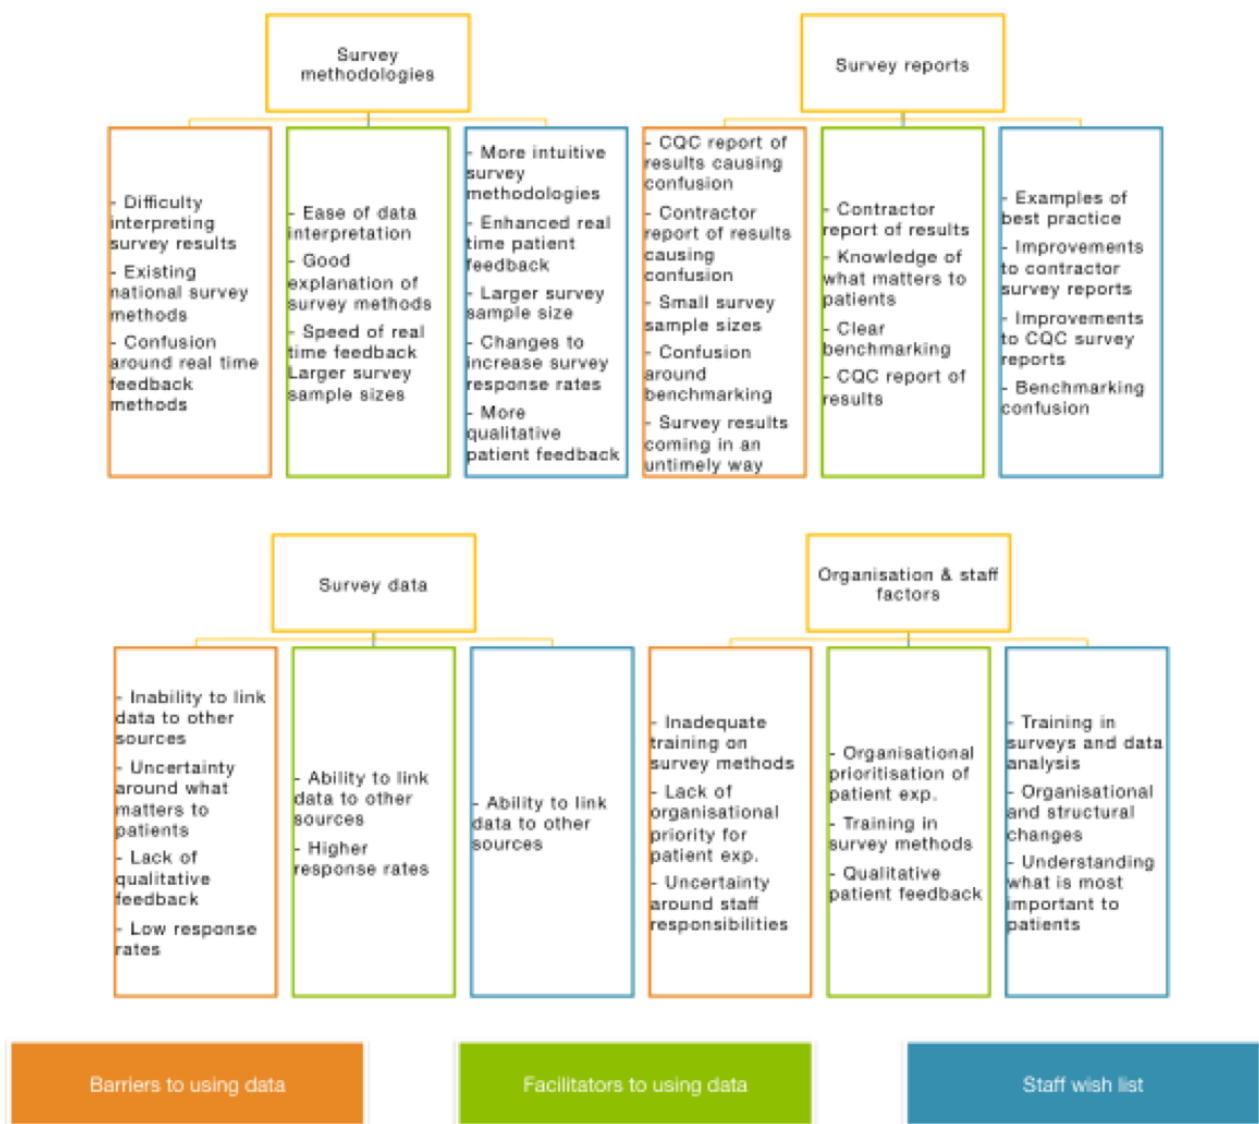 Survey
methodologies
- Difficulty
interpreting
survey results
- Existing
national survey
methods
- Confusion
around real time
feedback
methods
- Ease of data
interpretation
- Good
explanation of
survey methods
- Speed of real
time feedback
Larger survey
sample sizes
- More intuitive
survey
methodologies
- Enhanced real
time patient
feedback
- Larger survey
sample size
- Changes to
increase survey
response rates
- More
qualitative
patient feedback
Survey reports
- CQC report of
results causing
confusion
- Contractor
report of results
causing
confusion
- Small survey
sample sizes
- Confusion
around
benchmarking
- Survey results
coming in an
untimely way
- Contractor
report of results
- Knowledge of
what matters to
patients
- Clear
benchmarking
- CQC report of
results
- Examples of
best practice
- Improvements
to contractor
survey reports
- Improvements
to CQC survey
reports
- Benchmarking
confusion
Survey data
- Inability to link
data to other
sources
- Uncertainty
around what
matters to
patients
- Lack of
qualitative
feedback
- Low response
rates
- Ability to link
data to other
sources
- Higher
response rates
- Ability to link
data to other
sources
Organisation & staff
factors
- Inadequate
training on
survey methods
- Lack of
organisational
priority for
patient exp.
- Uncertainty
around staff
responsibilities
- Organisational
prioritisation of
patient exp.
- Training in
survey methods
- Qualitative
patient feedback
- Training in
surveys and data
analysis
- Organisational
and structural
changes
- Understanding
what is most
important to
patients
Barriers to using data
Facilitators to using data
Staff wish list